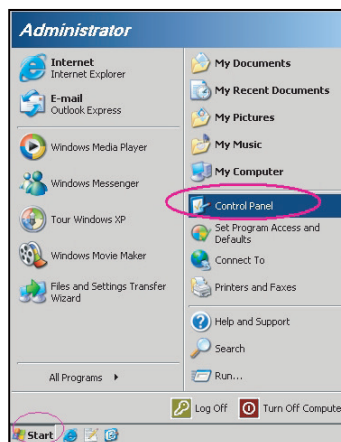 Administrator
Internet
Internet Explorer
E-mail
Outlook Express
Windows Media Player
Windows Messenger
Tour Windows XP
Windows Movie Maker
Files and Settings Transfer
Wizard
All Programs
My Documents
My Recent Documents
My Pictures
My Music
My Computer
Control Panel
Set Program Access and
Defaults
Connect To
Printers and Faxes
Help and Support
Search
Run...
Log Off
Turn Off Compute
Start